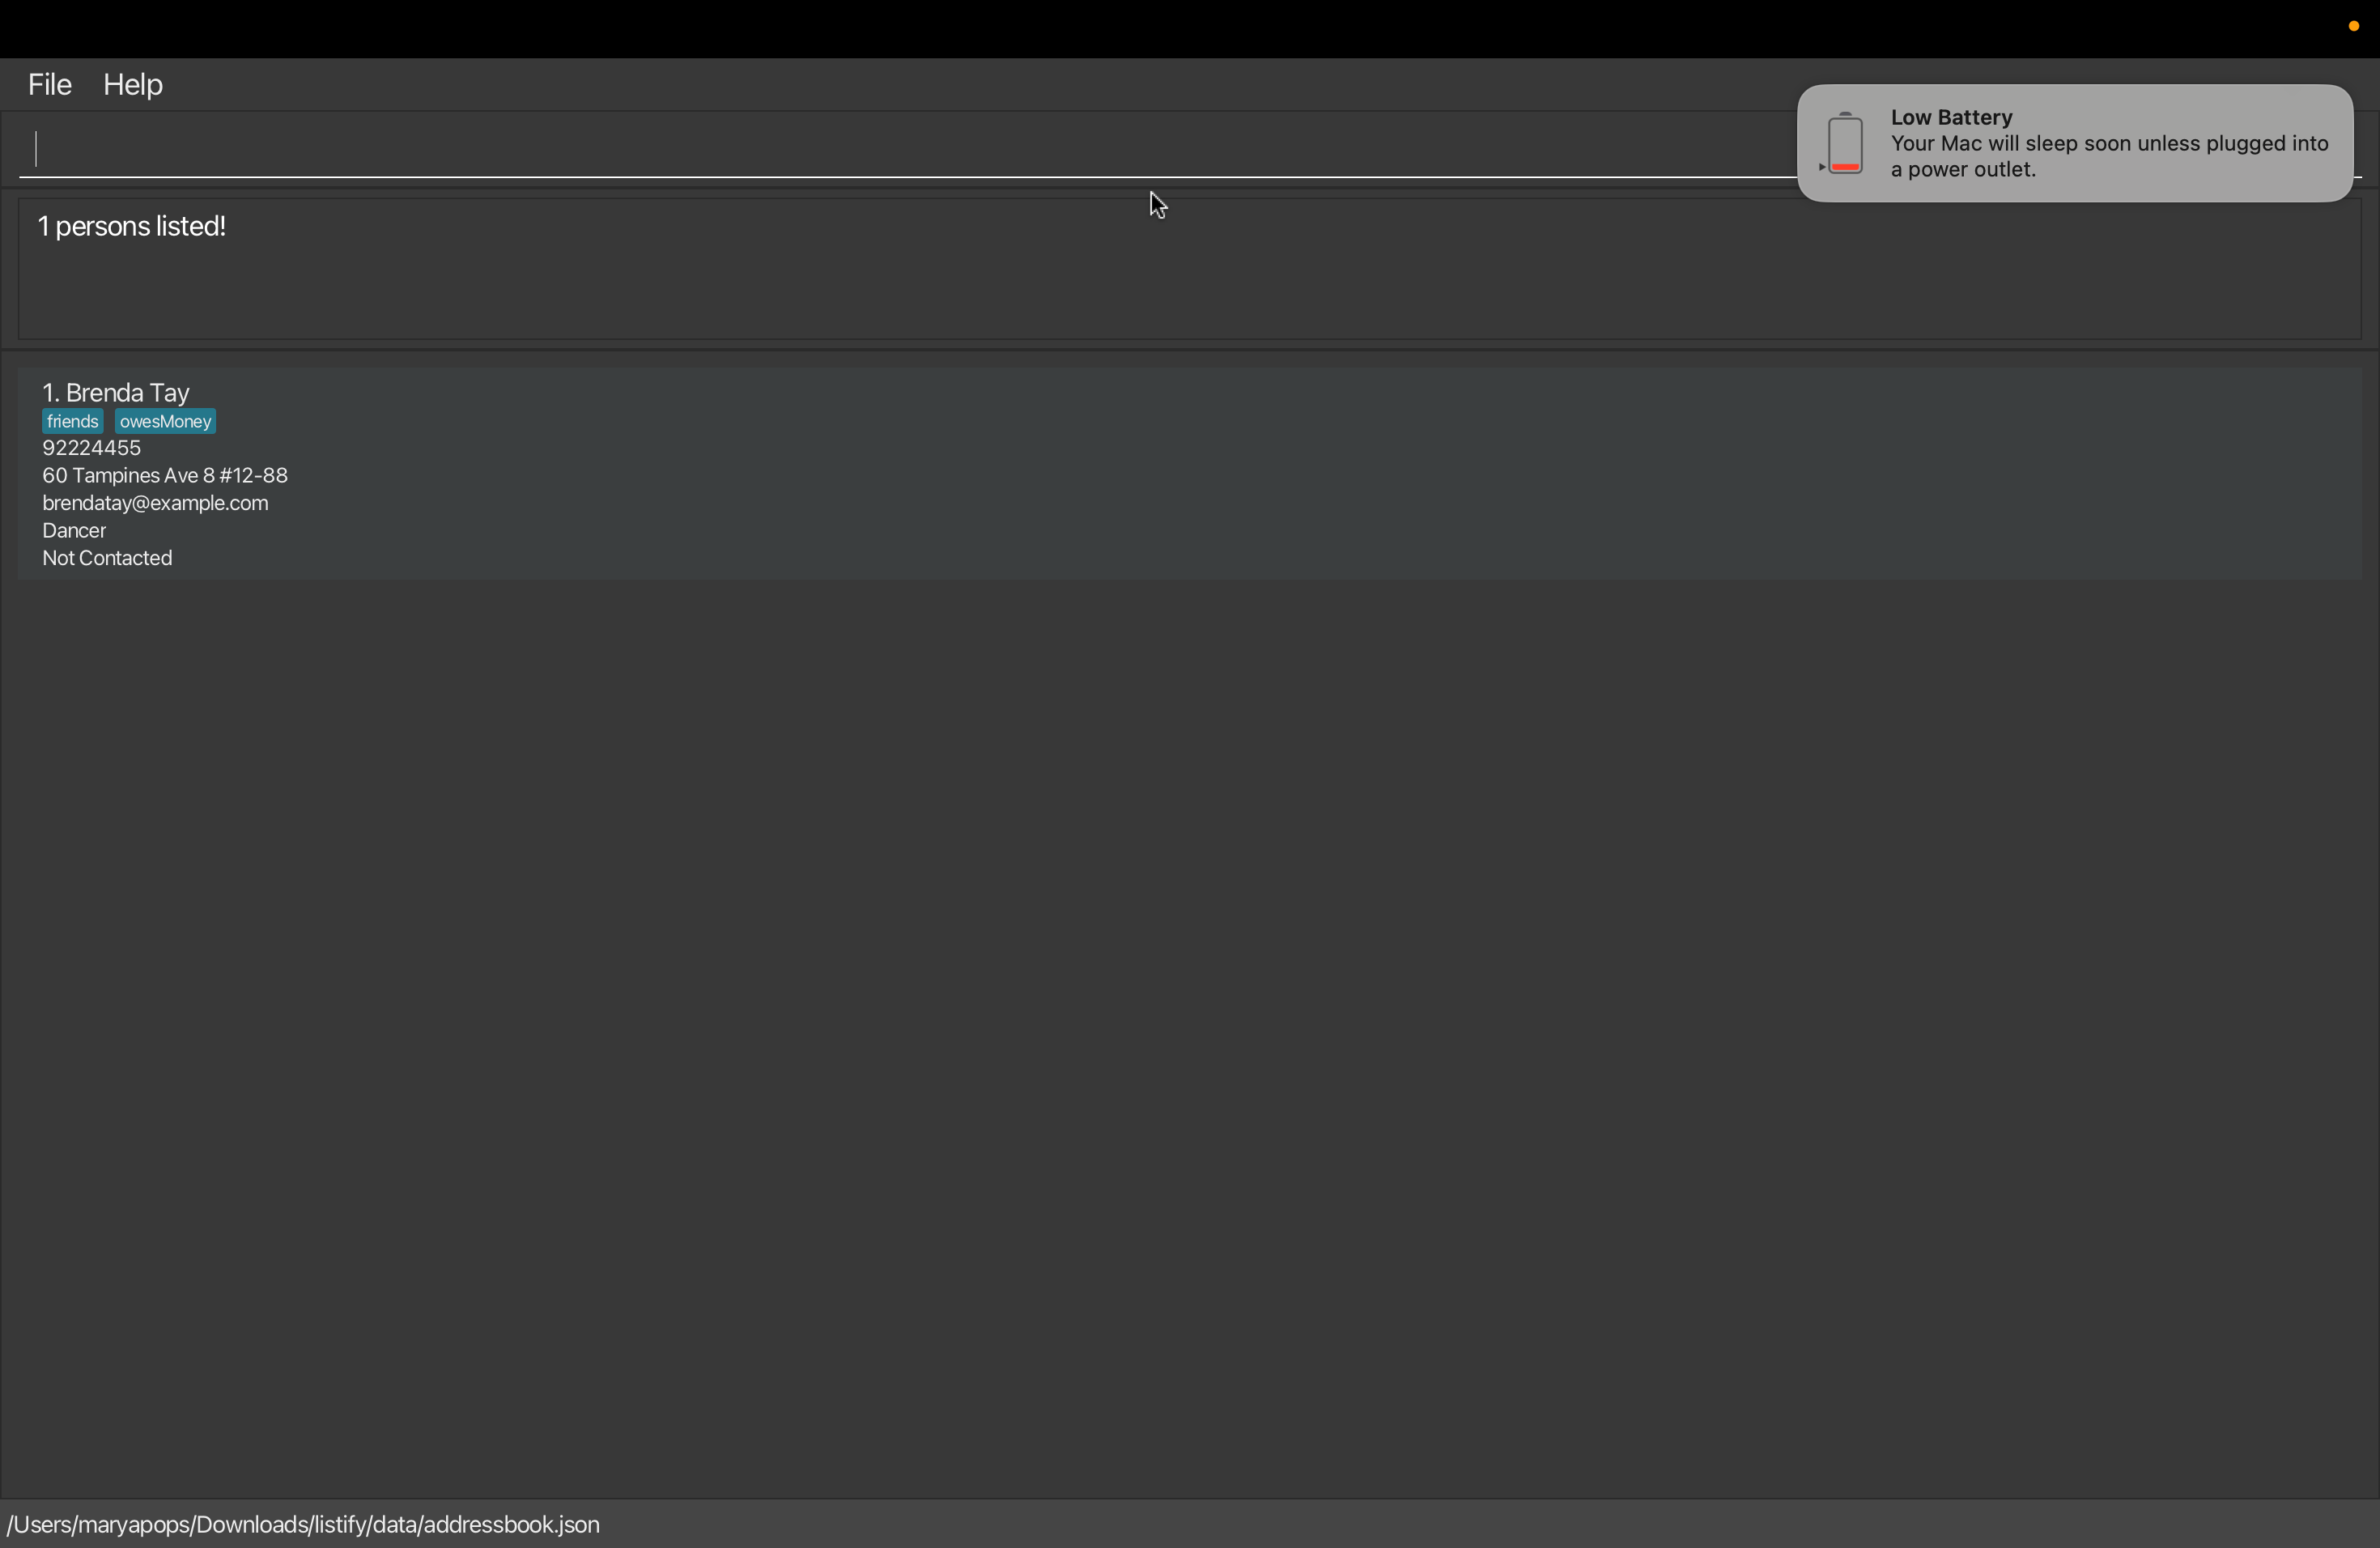 File Help
Low Battery
Your Mac will sleep soon unless plugged into
a power outlet.
1 persons listed!
1. Brenda Tay
friends owesMoney
92224455
60 Tampines Ave 8 #12-88
brendatay@example.com
Dancer
Not Contacted
/Users/maryapops/Downloads/listify/data/addressbook.json